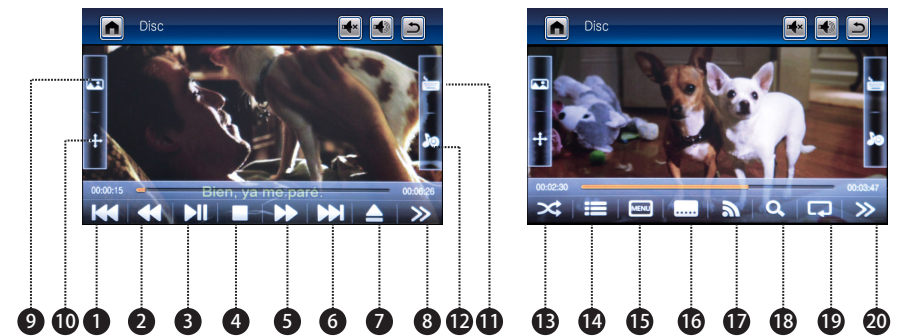 Disc
Disc
00:00:15
Bien, ya me paré.
00:06:26
00:02:30
00:03:47
MENU
9 10 1 2 3 4 5 6 7 8 12 11 13 14 15 16 17 18 19 20